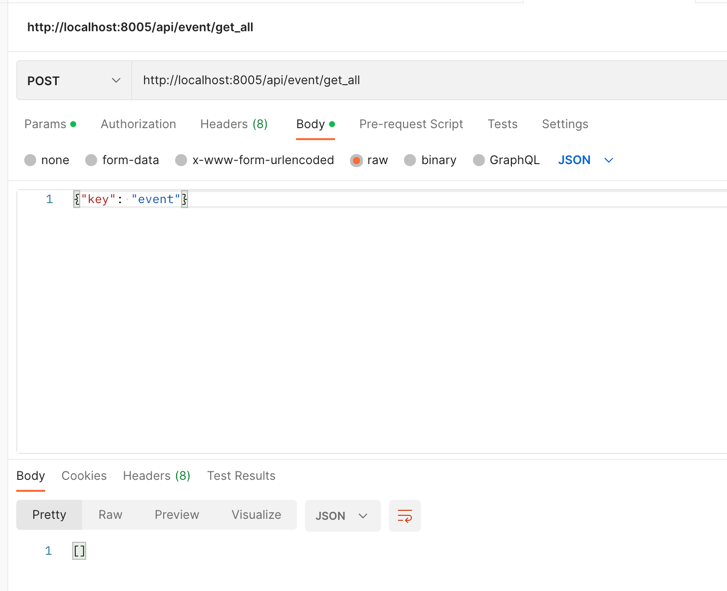 http://localhost:8005/api/event/get_all
POST http://localhost:8005/api/event/get_all
Params Authorization Headers (8) Body Pre-request Script Tests Settings
none form-data x-www-form-urlencoded raw binary GraphQL JSON
1 {"key": "event"}
Body Cookies Headers (8) Test Results
Pretty Raw Preview Visualize JSON
1 []